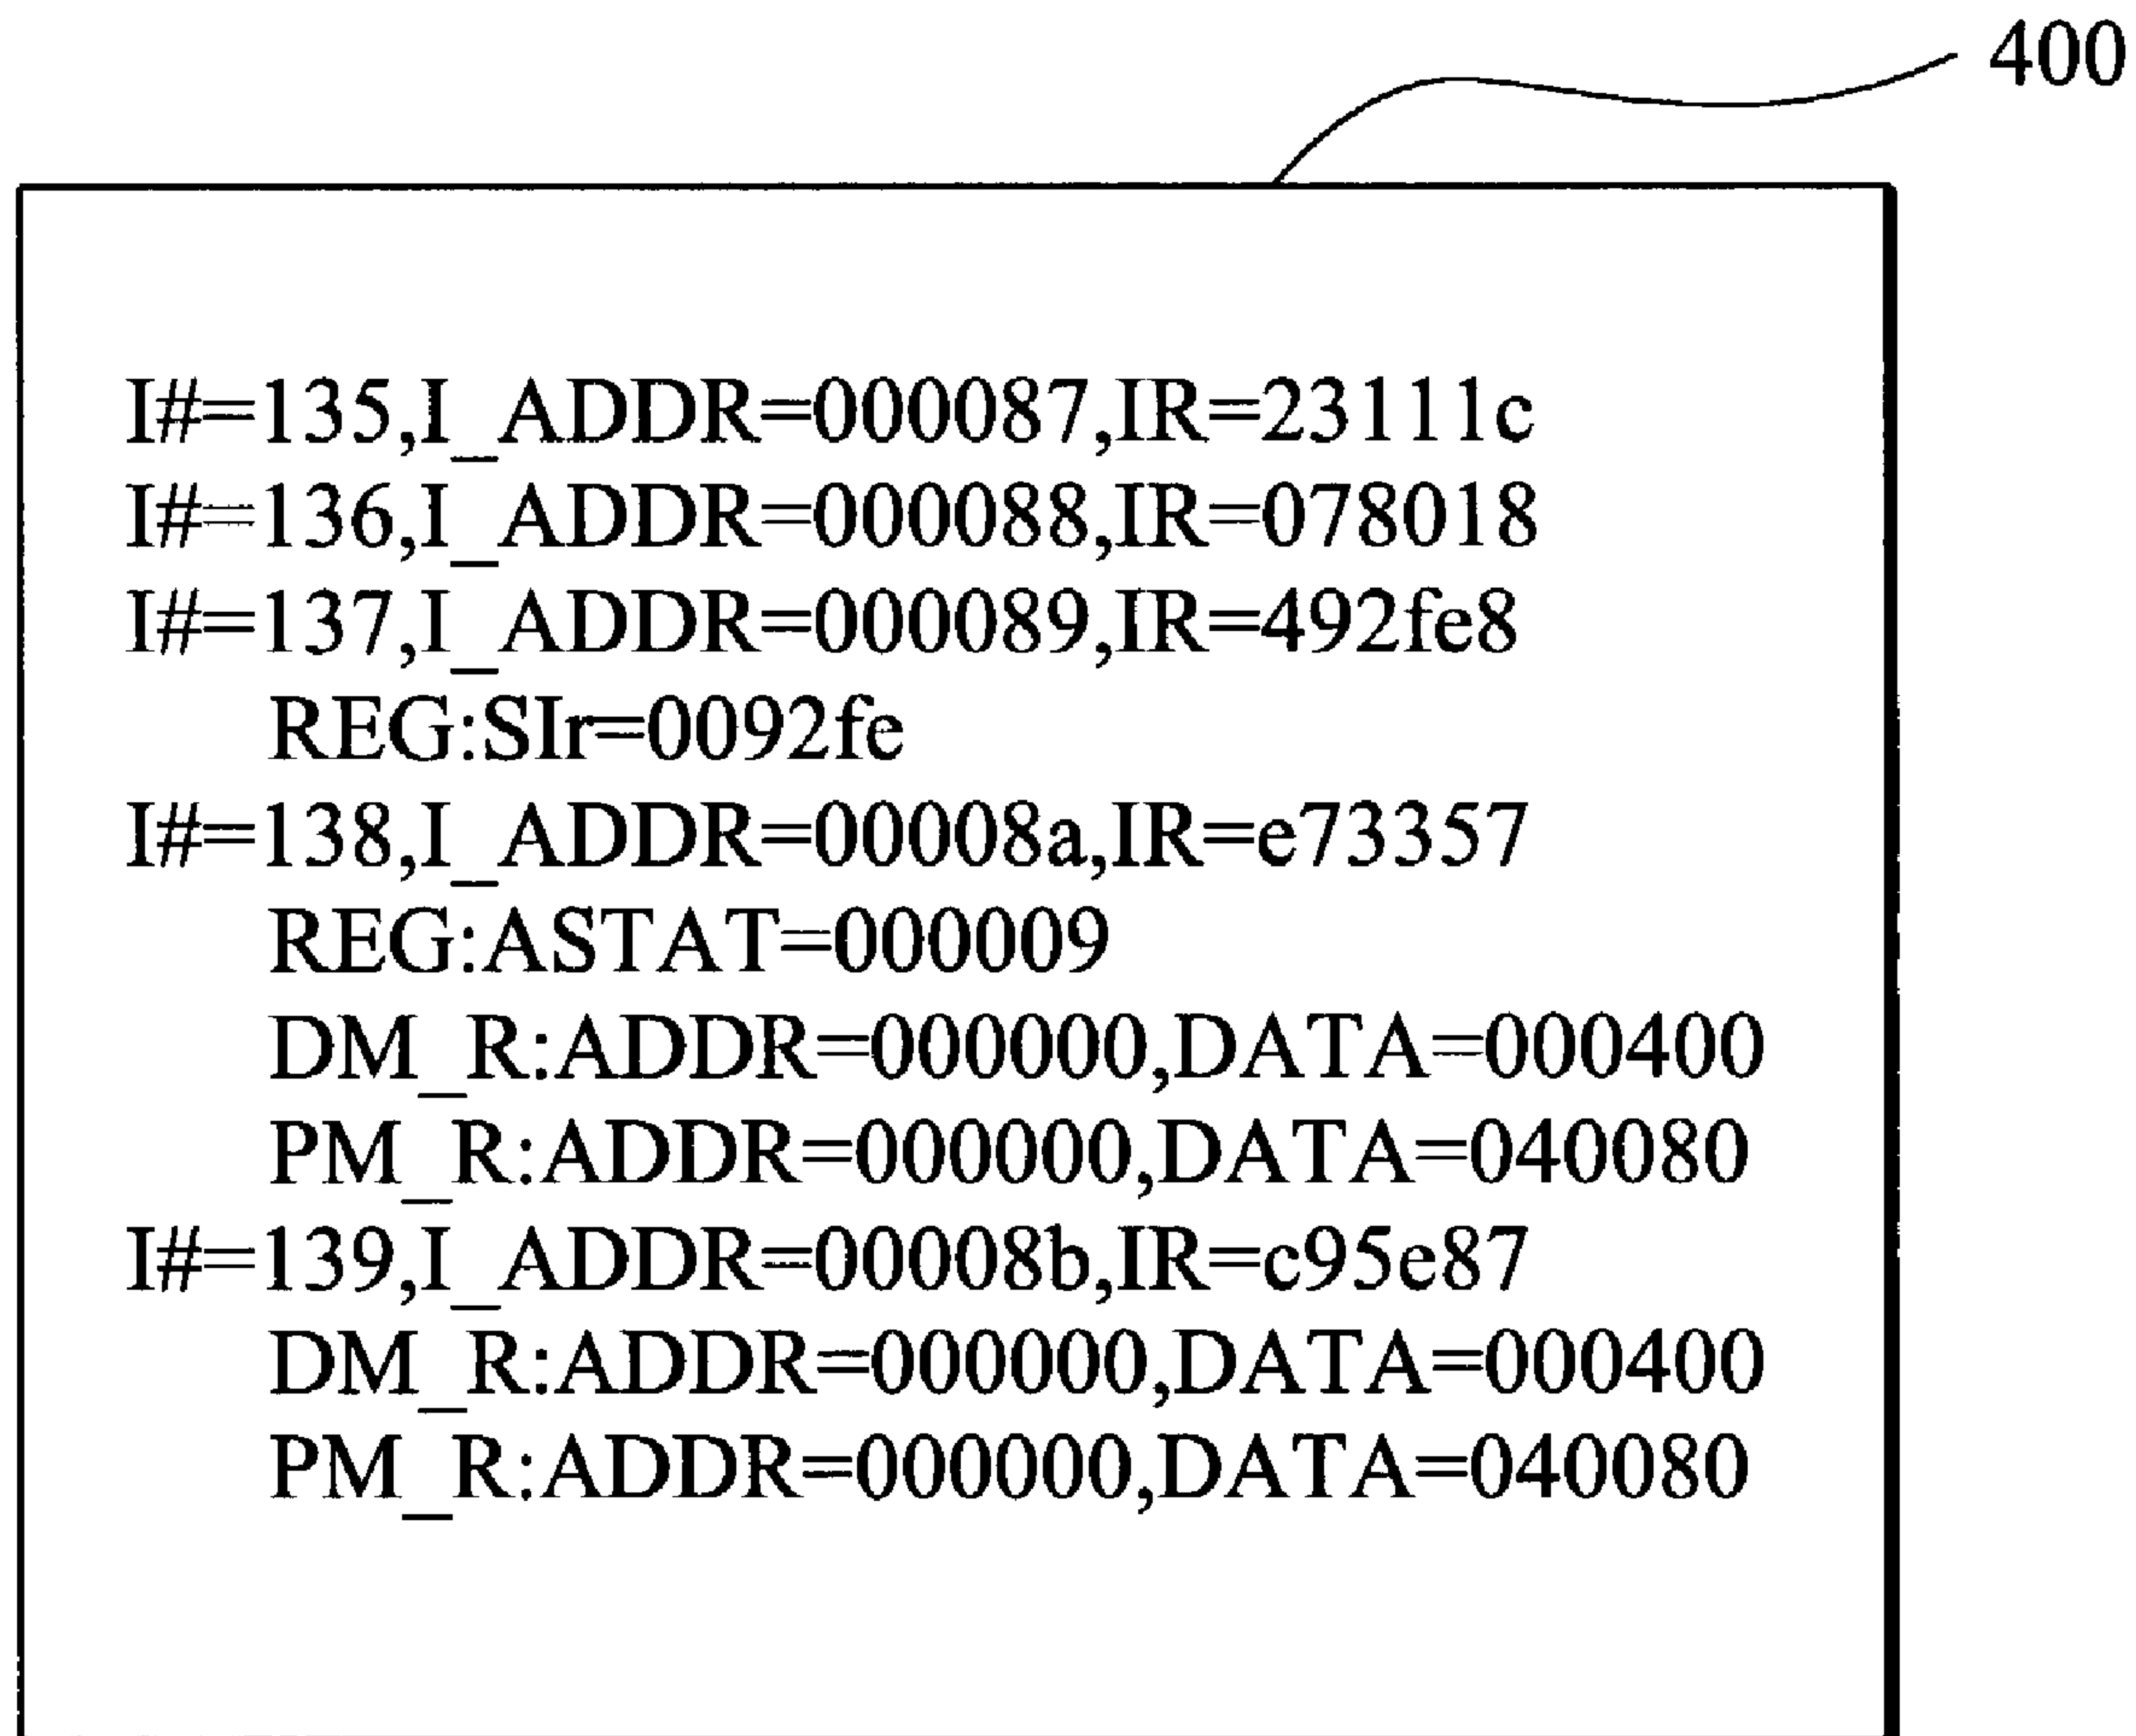 400
I#=135,I_ADDR=000087,IR=23111c
I#=136,I_ADDR=000088,IR=078018
I#=137,I_ADDR=000089,IR=492fe8
REG:SIr=0092fe
I#=138,I_ADDR=00008a,IR=e73357
REG:ASTAT=000009
DM_R:ADDR=000000,DATA=000400
PM_R:ADDR=000000,DATA=040080
I#=139,I_ADDR=00008b,IR=c95e87
DM_R:ADDR=000000,DATA=000400
PM_R:ADDR=000000,DATA=040080